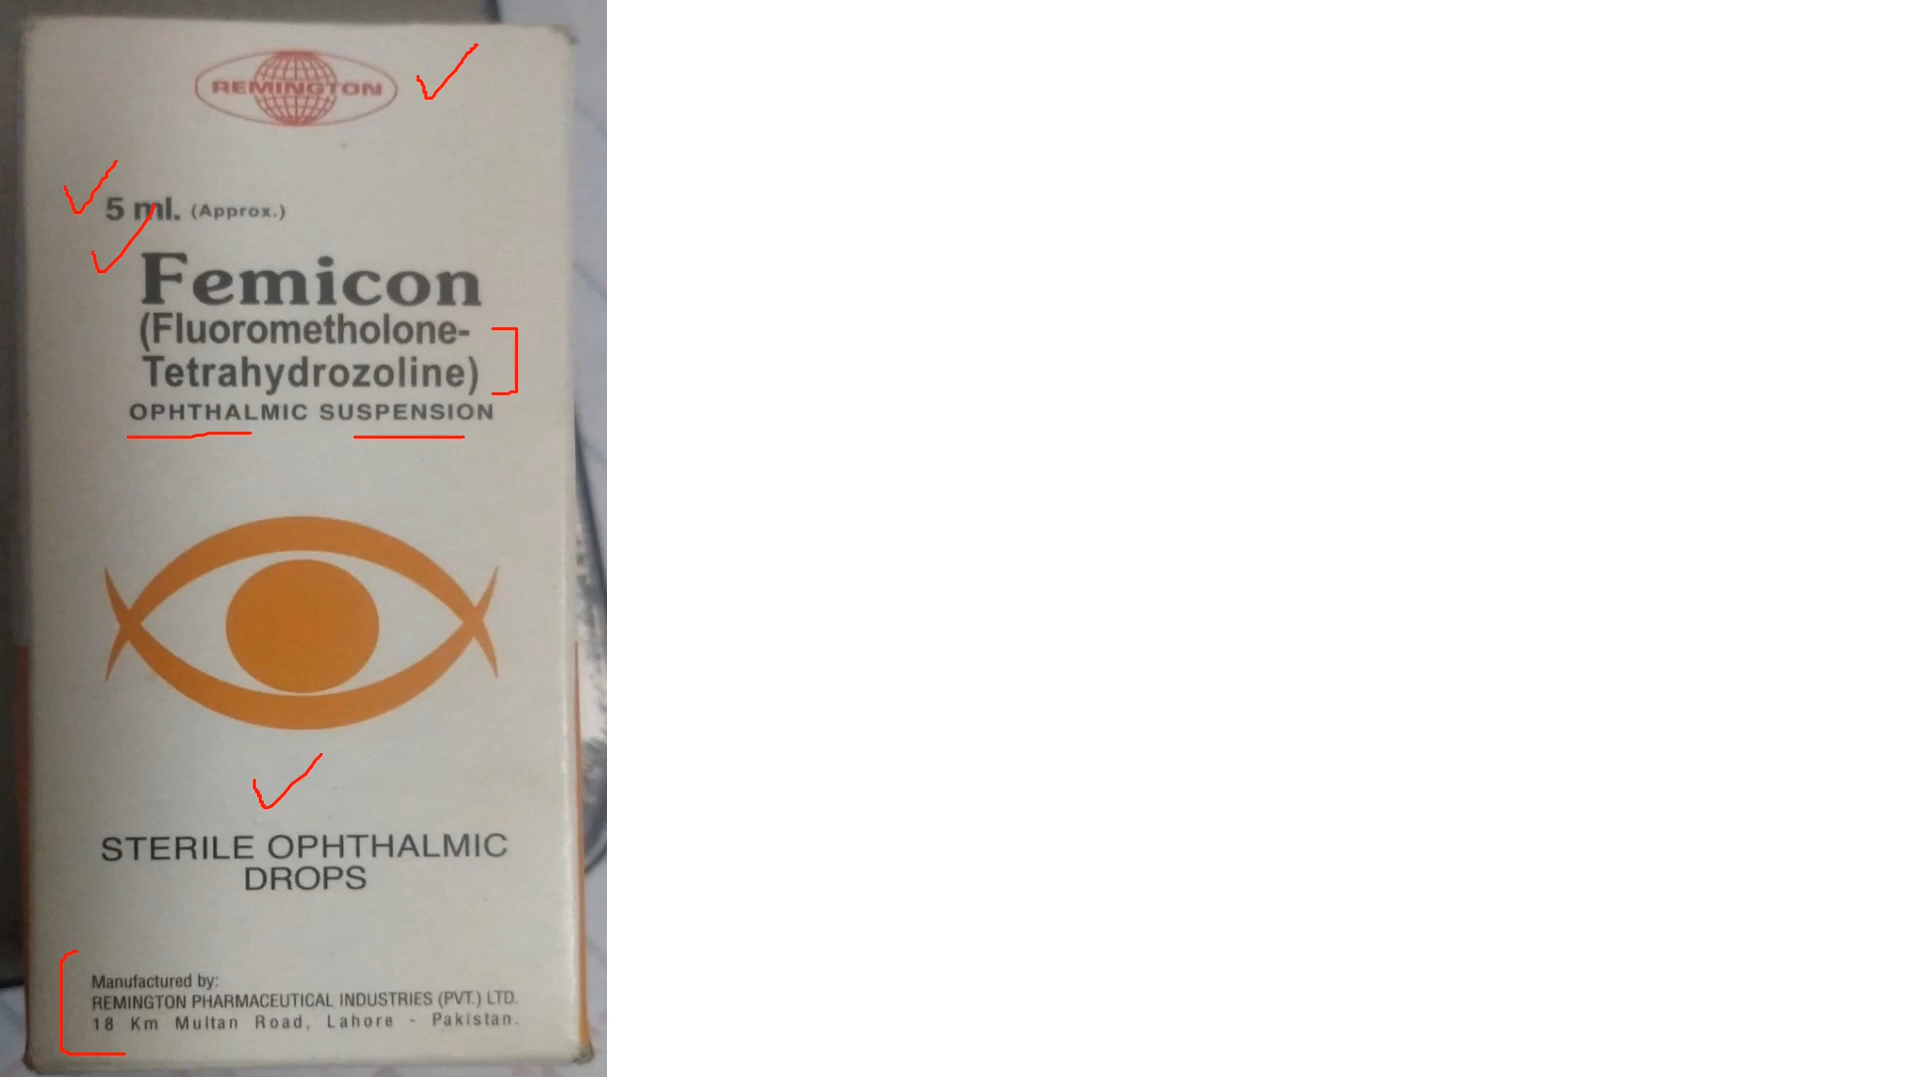 REMINGTON
5 ml. (Approx.)
Femicon
(Fluorometholone-
Tetrahydrozoline)
OPHTHALMIC SUSPENSION
STERILE OPHTHALMIC
DROPS
Manufactured by:
REMINGTON PHARMACEUTICAL INDUSTRIES (PVT.) LTD.
18 Km Multan Road, Lahore - Pakistan.